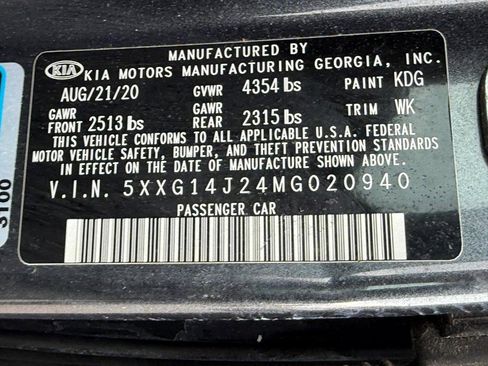 MANUFACTURED BY
KIA KIA MOTORS MANUFACTURING GEORGIA, INC.
AUG/21/20 GVWR 4354 lbs PAINT KDG
GAWR FRONT 2513 lbs GAWR REAR 2315 lbs TRIM WK
THIS VEHICLE CONFORMS TO ALL APPLICABLE U.S.A. FEDERAL
MOTOR VEHICLE SAFETY, BUMPER, AND THEFT PREVENTION STANDARDS
IN EFFECT ON THE DATE OF MANUFACTURE SHOWN ABOVE.
V.I.N. 5XXG14J24MG020940
PASSENGER CAR